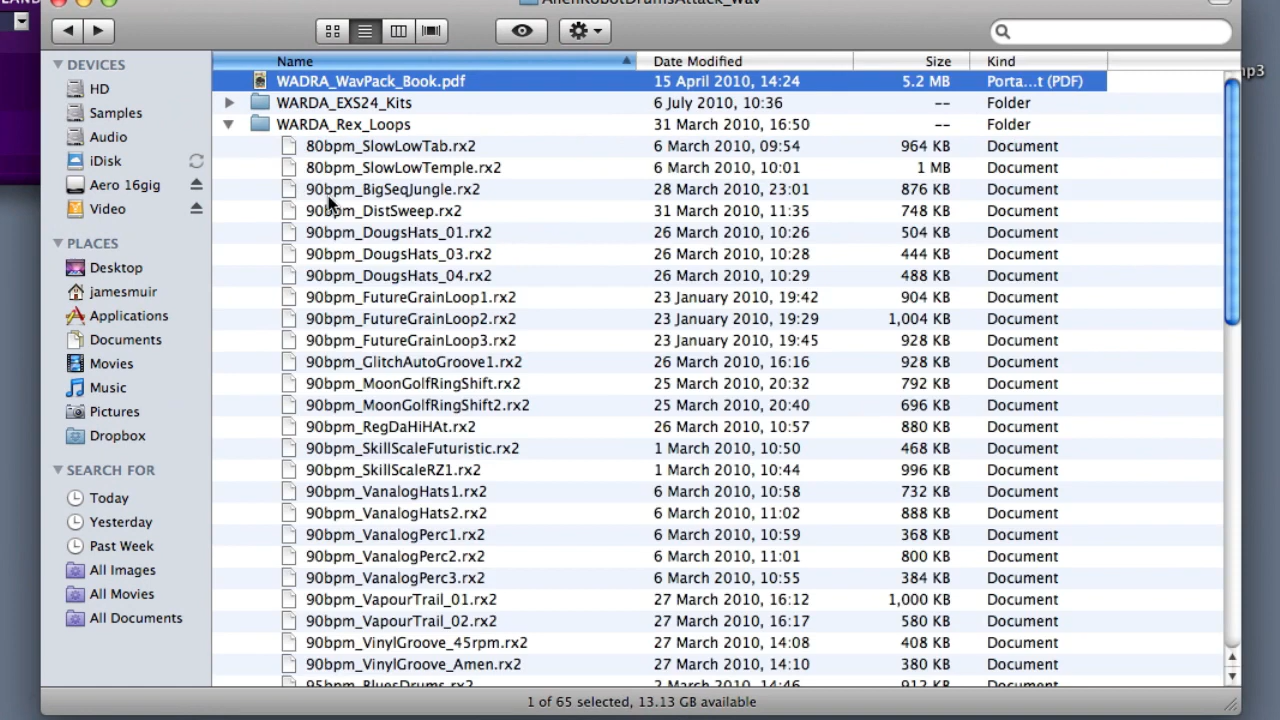 LAND
AlienRobotDrumsAttack_Wav
Name Date Modified Size Kind
DEVICES
HD
Samples
Audio
iDisk
Aero 16gig
Video
PLACES
Desktop
jamesmuir
Applications
Documents
Movies
Music
Pictures
Dropbox
SEARCH FOR
Today
Yesterday
Past Week
All Images
All Movies
All Documents
WADRA_WavPack_Book.pdf 15 April 2010, 14:24 5.2 MB Porta...t (PDF)
WARDA_EXS24_Kits 6 July 2010, 10:36 -- Folder
WARDA_Rex_Loops 31 March 2010, 16:50 -- Folder
80bpm_SlowLowTab.rx2 6 March 2010, 09:54 964 KB Document
80bpm_SlowLowTemple.rx2 6 March 2010, 10:01 1 MB Document
90bpm_BigSeqJungle.rx2 28 March 2010, 23:01 876 KB Document
90bpm_DistSweep.rx2 31 March 2010, 11:35 748 KB Document
90bpm_DougsHats_01.rx2 26 March 2010, 10:26 504 KB Document
90bpm_DougsHats_03.rx2 26 March 2010, 10:28 444 KB Document
90bpm_DougsHats_04.rx2 26 March 2010, 10:29 488 KB Document
90bpm_FutureGrainLoop1.rx2 23 January 2010, 19:42 904 KB Document
90bpm_FutureGrainLoop2.rx2 23 January 2010, 19:29 1,004 KB Document
90bpm_FutureGrainLoop3.rx2 23 January 2010, 19:45 928 KB Document
90bpm_GlitchAutoGroove1.rx2 26 March 2010, 16:16 928 KB Document
90bpm_MoonGolfRingShift.rx2 25 March 2010, 20:32 792 KB Document
90bpm_MoonGolfRingShift2.rx2 25 March 2010, 20:40 696 KB Document
90bpm_RegDaHiHAt.rx2 26 March 2010, 10:57 880 KB Document
90bpm_SkillScaleFuturistic.rx2 1 March 2010, 10:50 468 KB Document
90bpm_SkillScaleRZ1.rx2 1 March 2010, 10:44 996 KB Document
90bpm_VanalogHats1.rx2 6 March 2010, 10:58 732 KB Document
90bpm_VanalogHats2.rx2 6 March 2010, 11:02 888 KB Document
90bpm_VanalogPerc1.rx2 6 March 2010, 10:59 368 KB Document
90bpm_VanalogPerc2.rx2 6 March 2010, 11:01 800 KB Document
90bpm_VanalogPerc3.rx2 6 March 2010, 10:55 384 KB Document
90bpm_VapourTrail_01.rx2 27 March 2010, 16:12 1,000 KB Document
90bpm_VapourTrail_02.rx2 27 March 2010, 16:17 580 KB Document
90bpm_VinylGroove_45rpm.rx2 27 March 2010, 14:08 408 KB Document
90bpm_VinylGroove_Amen.rx2 27 March 2010, 14:10 380 KB Document
95bpm_BluesDrums.rx2 2 March 2010, 14:46 912 KB Document
1 of 65 selected, 13.13 GB available
mp3